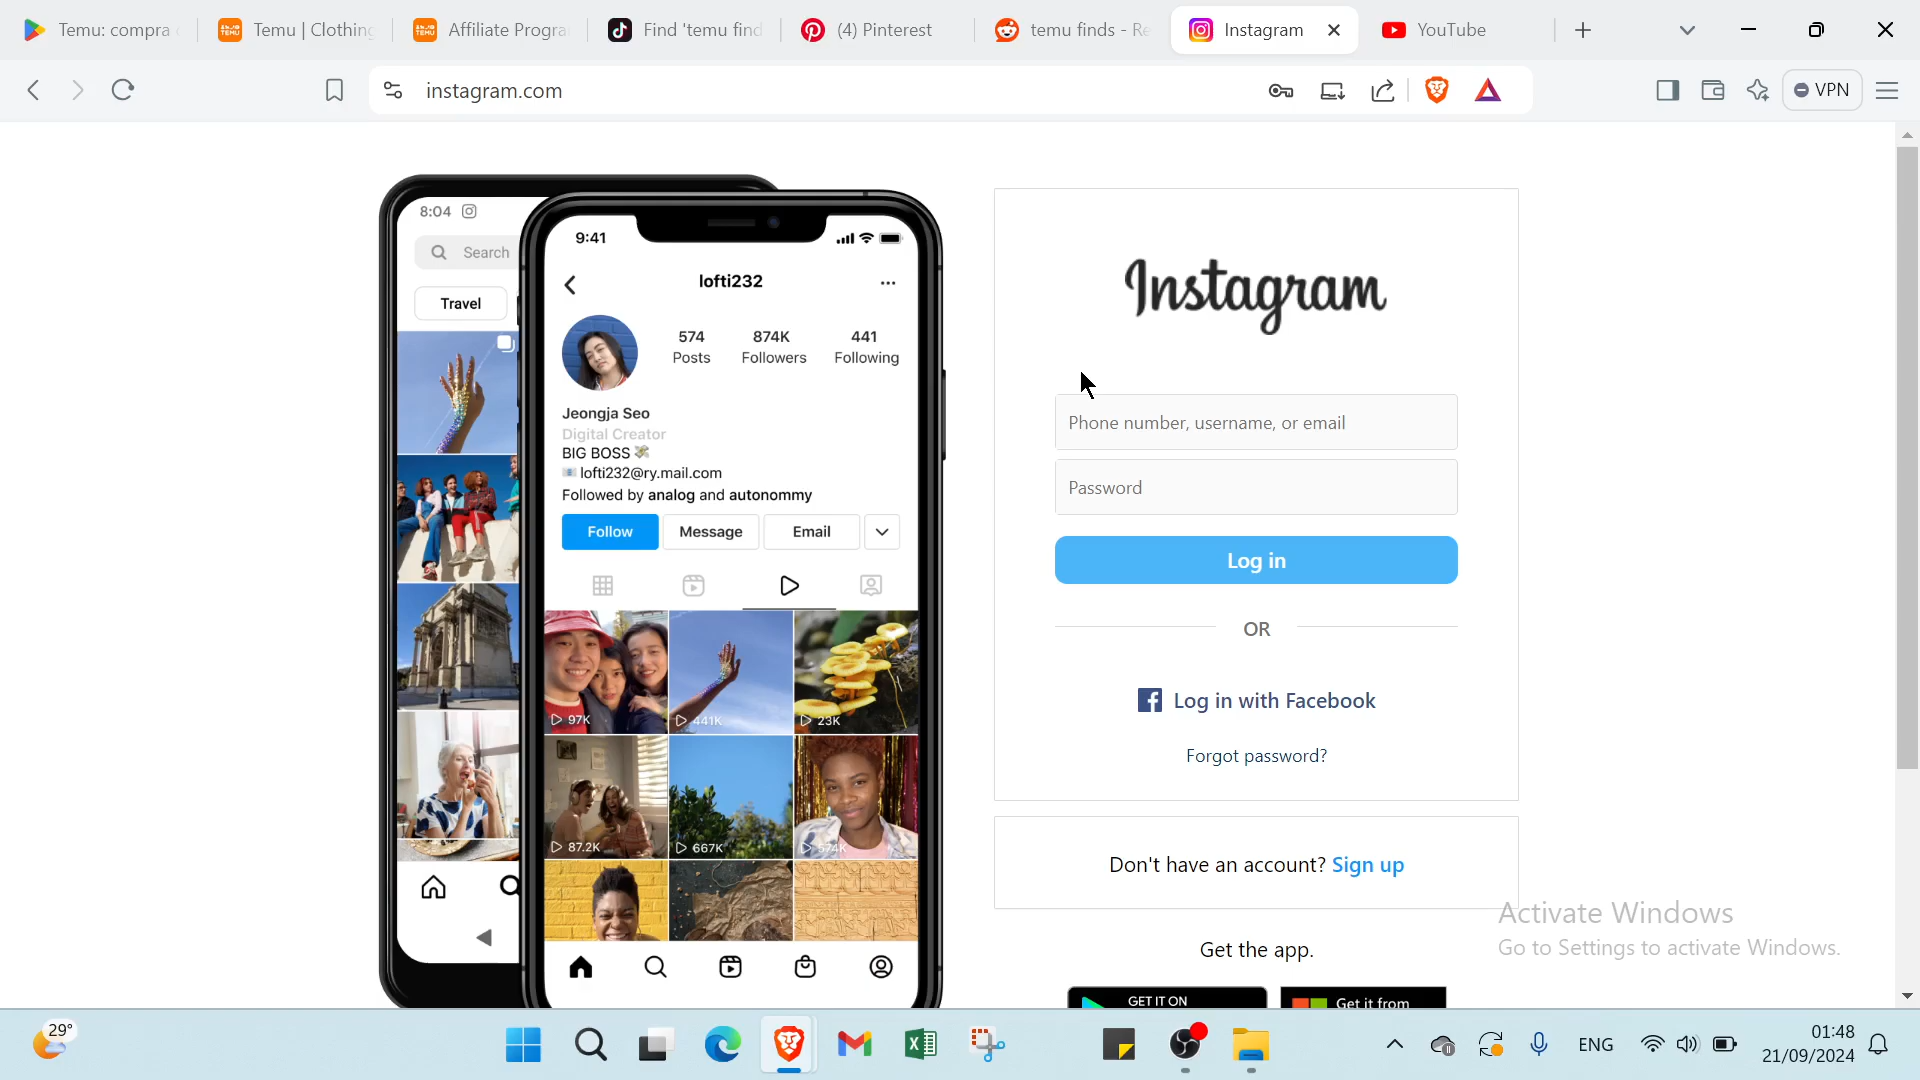 Temu: compra
Temu | Clothing
Affiliate Progra
Find 'temu find
(4) Pinterest
temu finds - Re
Instagram
YouTube
instagram.com
VPN
8:04
Search
Travel
9:41
lofti232
574
874K
441
Posts
Followers
Following
Jeongja Seo
Digital Creator
BIG BOSS
lofti232@ry.mail.com
Followed by analog and autonommy
Follow
Message
Email
97K
441K
23K
87.2K
667K
574K
Instagram
Phone number, username, or email
Password
Log in
OR
Log in with Facebook
Forgot password?
Don't have an account? Sign up
Get the app.
GET IT ON
Get it from
Activate Windows
Go to Settings to activate Windows.
29°
ENG
01:48
21/09/2024